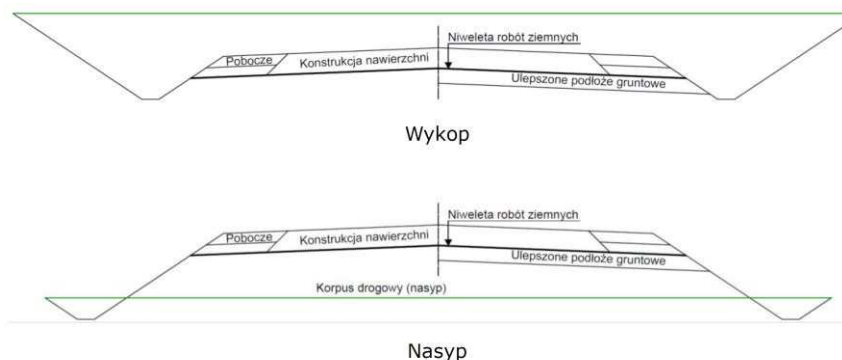 Niweleta robót ziemnych
Pobocze
Konstrukcja nawierzchni
Ulepszone podłoże gruntowe
Wykop
Niweleta robót ziemnych
Pobocze
Konstrukcja nawierzchni
Ulepszone podłoże gruntowe
Korpus drogowy (nasyp)
Nasyp